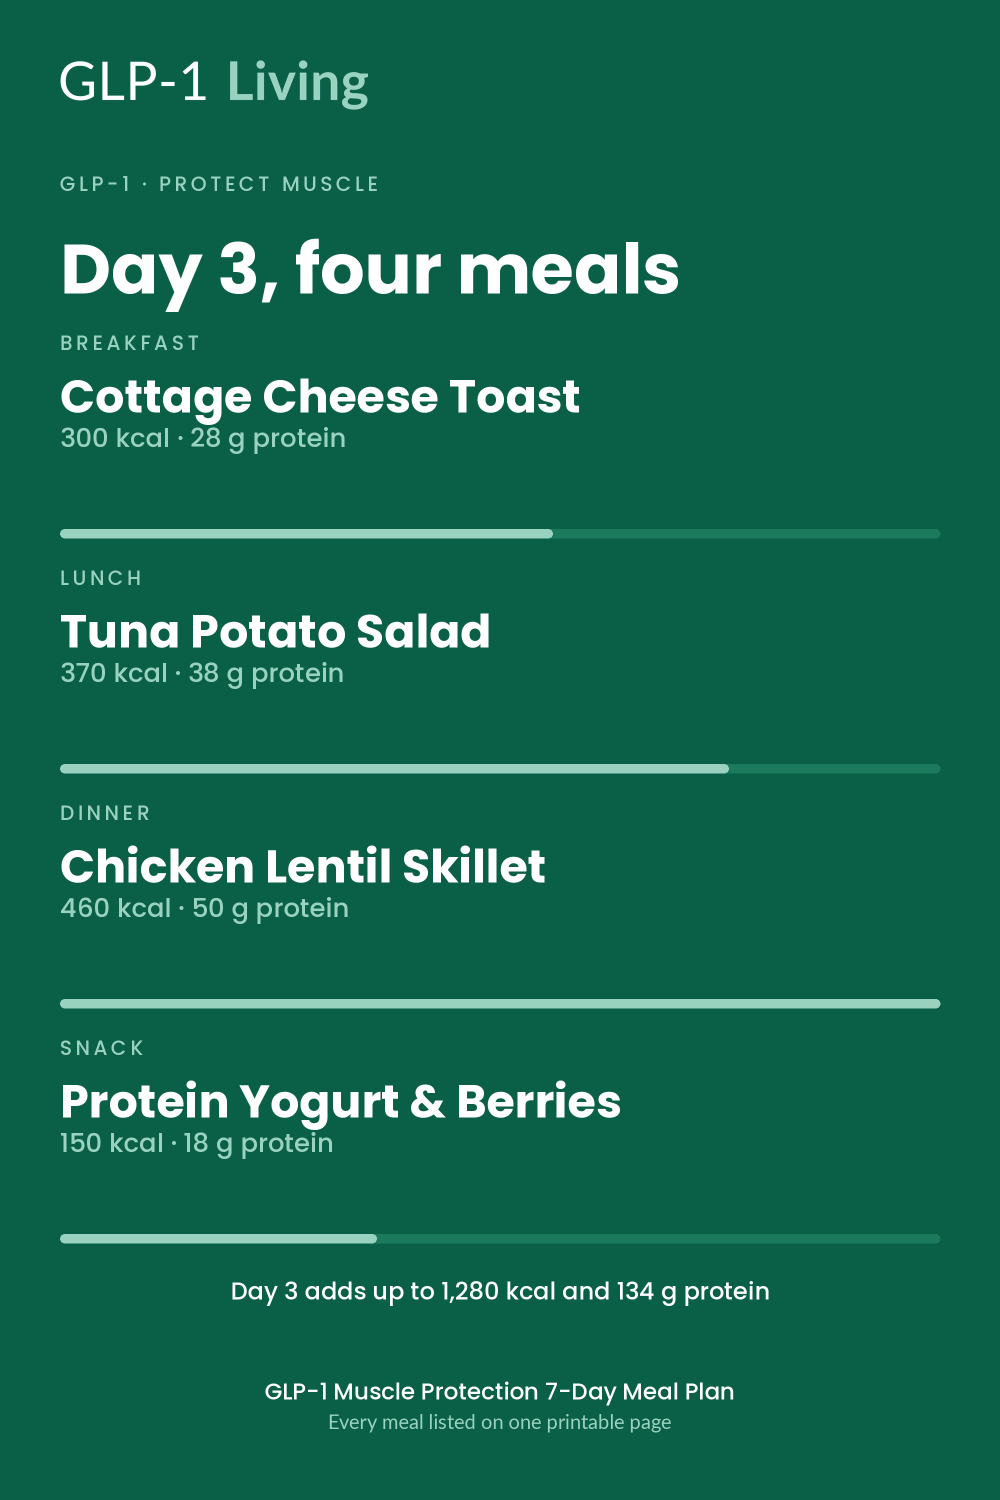 GLP-1 Living
GLP-1 · PROTECT MUSCLE
Day 3, four meals
BREAKFAST
Cottage Cheese Toast
300 kcal · 28 g protein
LUNCH
Tuna Potato Salad
370 kcal · 38 g protein
DINNER
Chicken Lentil Skillet
460 kcal · 50 g protein
SNACK
Protein Yogurt & Berries
150 kcal · 18 g protein
Day 3 adds up to 1,280 kcal and 134 g protein
GLP-1 Muscle Protection 7-Day Meal Plan
Every meal listed on one printable page